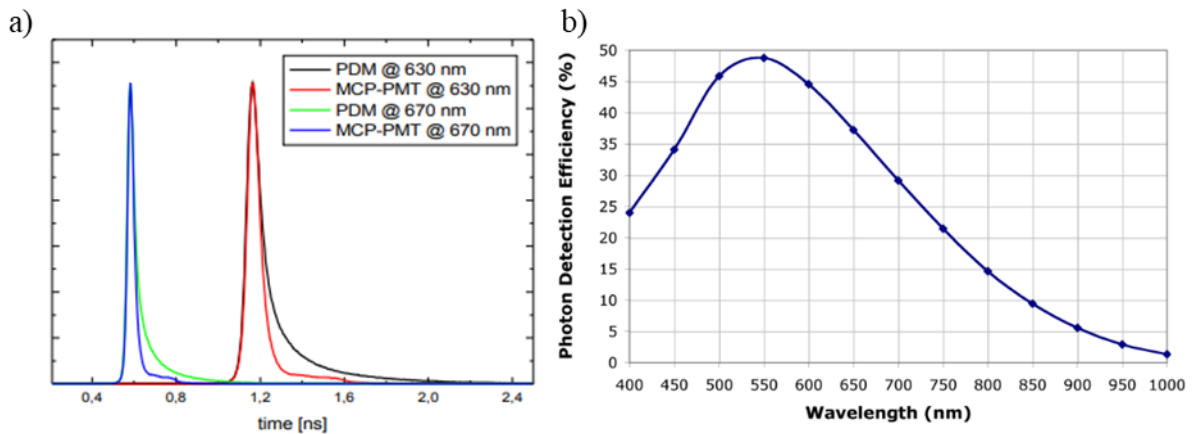 a)
PDM @ 630 nm
MCP-PMT @ 630 nm
PDM @ 670 nm
MCP-PMT @ 670 nm
0,4 0,8 1,2 1,6 2,0 2,4
time [ns]
b)
Photon Detection Efficiency (%)
50
45
40
35
30
25
20
15
10
5
0
400 450 500 550 600 650 700 750 800 850 900 950 1000
Wavelength (nm)